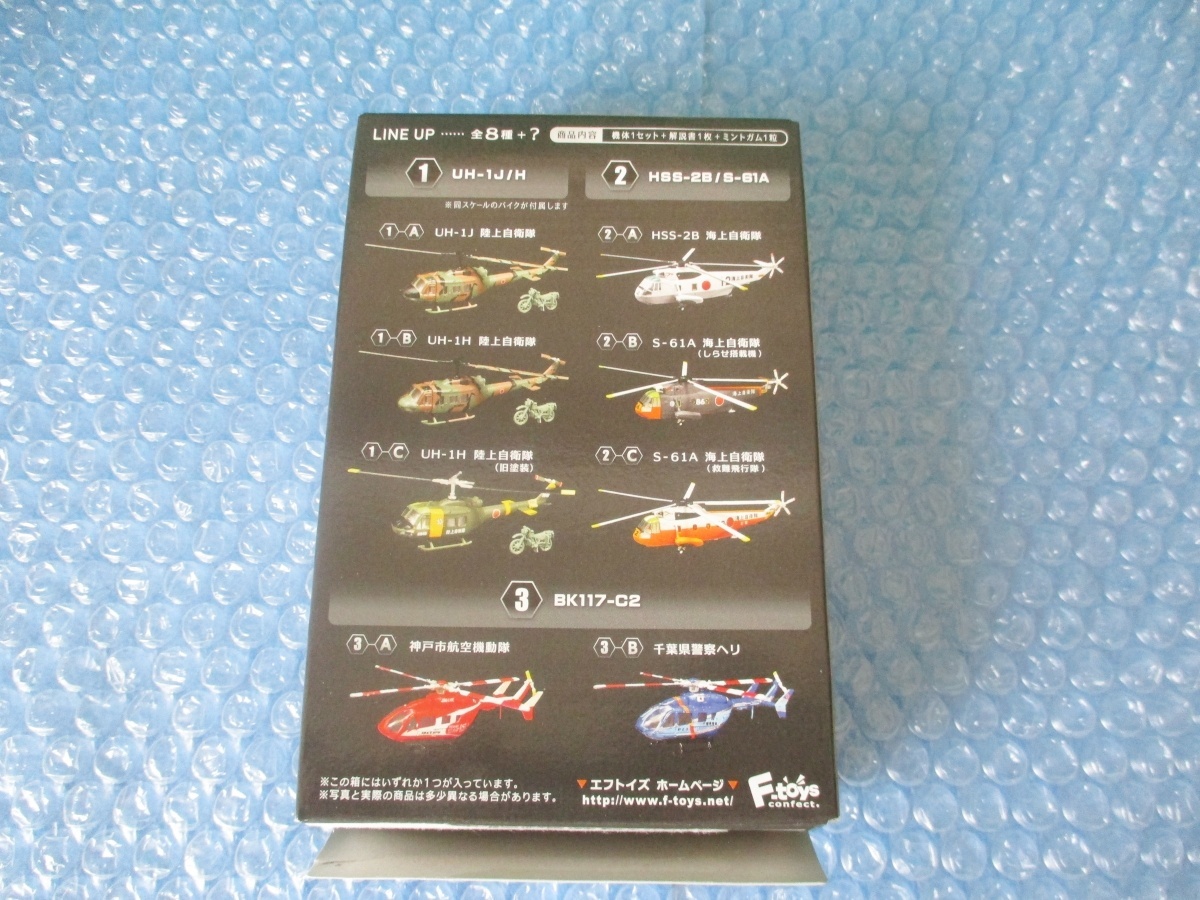 LINE UP ‥‥‥ 全8種+?
商品内容 機体1セット+解説書1枚+ミントガム1粒
1 UH-1J/H
※同スケールのバイクが付属します
1-A UH-1J 陸上自衛隊
1-B UH-1H 陸上自衛隊
1-C UH-1H 陸上自衛隊
(旧塗装)
2 HSS-2B/S-61A
2-A HSS-2B 海上自衛隊
2-B S-61A 海上自衛隊
(しらせ搭載機)
2-C S-61A 海上自衛隊
(救難飛行隊)
3 BK117-C2
3-A 神戸市航空機動隊
3-B 千葉県警察ヘリ
※この箱にはいずれか1つが入っています。
※写真と実際の商品は多少異なる場合があります。
▼エフトイズ ホームページ▼
http://www.f-toys.net/
F-toys
confect.